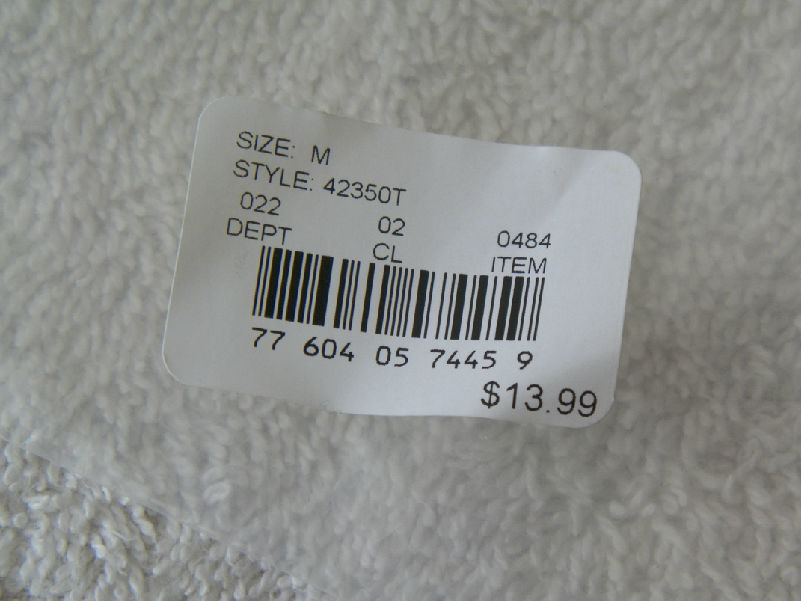 SIZE: M
STYLE: 42350T
022 02 0484
DEPT CL ITEM
77 604 05 7445 9
$13.99